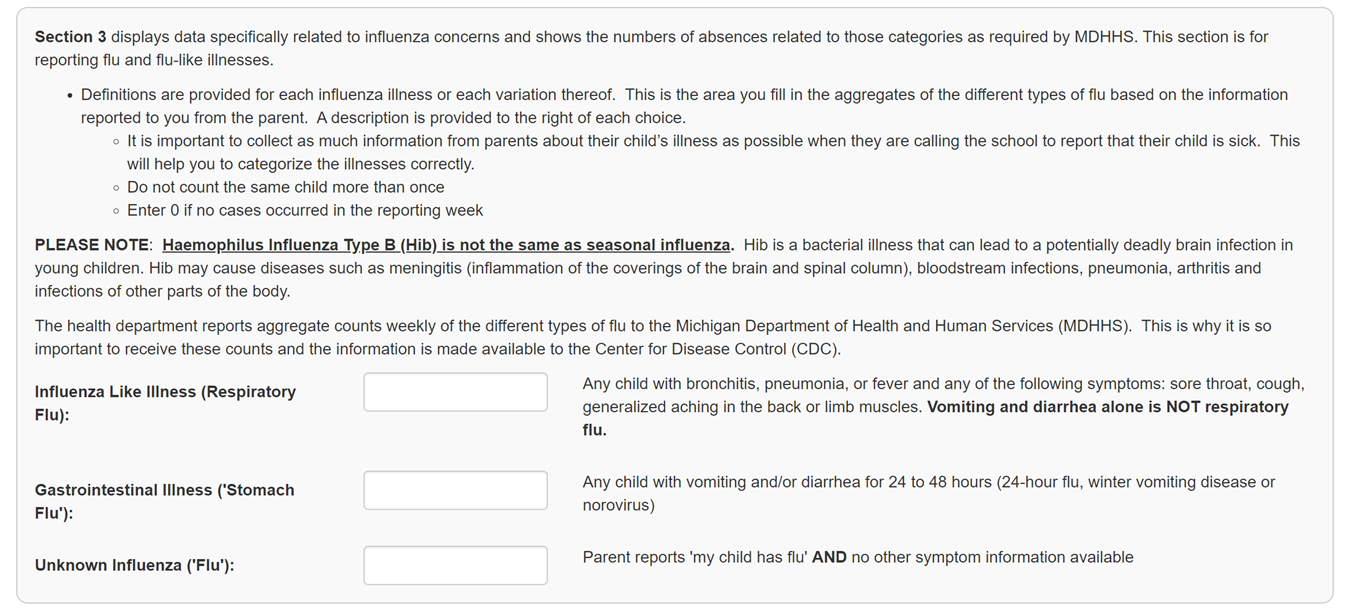 Section 3 displays data specifically related to influenza concerns and shows the numbers of absences related to those categories as required by MDHHS. This section is for
reporting flu and flu-like illnesses.
• Definitions are provided for each influenza illness or each variation thereof.  This is the area you fill in the aggregates of the different types of flu based on the information
reported to you from the parent.  A description is provided to the right of each choice.
◦ It is important to collect as much information from parents about their child's illness as possible when they are calling the school to report that their child is sick.  This
will help you to categorize the illnesses correctly.
◦ Do not count the same child more than once
◦ Enter 0 if no cases occurred in the reporting week
PLEASE NOTE:  Haemophilus Influenza Type B (Hib) is not the same as seasonal influenza.  Hib is a bacterial illness that can lead to a potentially deadly brain infection in
young children. Hib may cause diseases such as meningitis (inflammation of the coverings of the brain and spinal column), bloodstream infections, pneumonia, arthritis and
infections of other parts of the body.
The health department reports aggregate counts weekly of the different types of flu to the Michigan Department of Health and Human Services (MDHHS).  This is why it is so
important to receive these counts and the information is made available to the Center for Disease Control (CDC).
Influenza Like Illness (Respiratory
Flu):
Any child with bronchitis, pneumonia, or fever and any of the following symptoms: sore throat, cough,
generalized aching in the back or limb muscles. Vomiting and diarrhea alone is NOT respiratory
flu.
Gastrointestinal Illness ('Stomach
Flu'):
Any child with vomiting and/or diarrhea for 24 to 48 hours (24-hour flu, winter vomiting disease or
norovirus)
Unknown Influenza ('Flu'):
Parent reports 'my child has flu' AND no other symptom information available